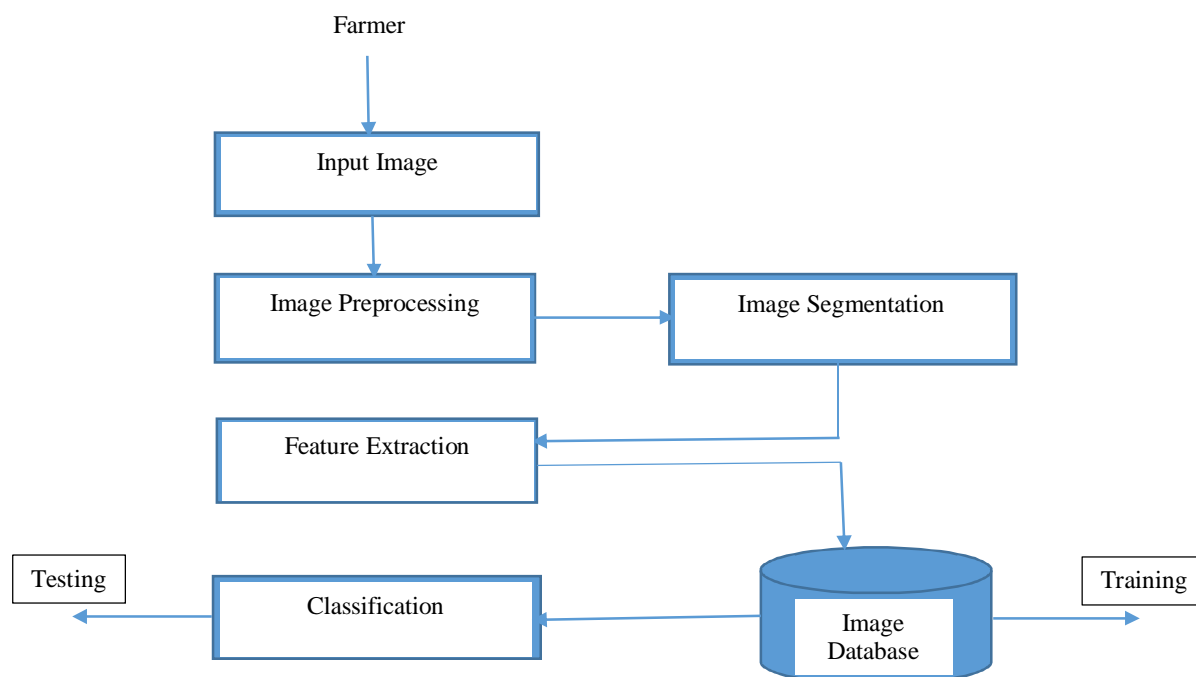 Farmer
Input Image
Image Preprocessing
Image Segmentation
Feature Extraction
Testing
Classification
Image
Database
Training